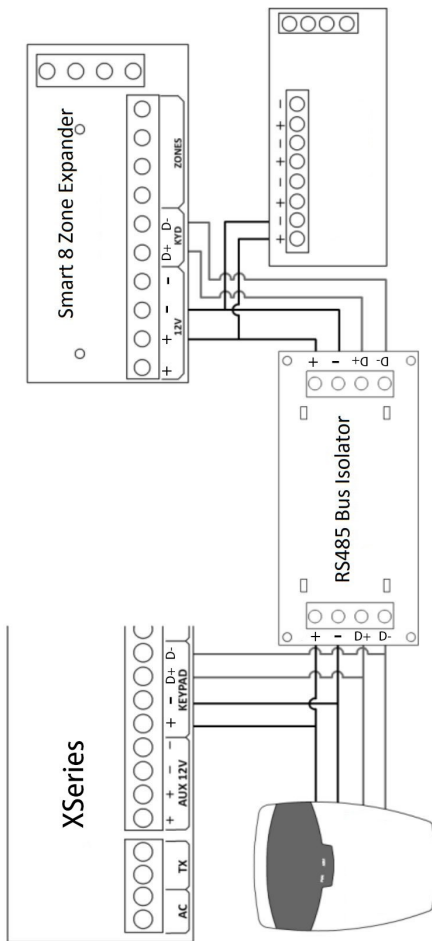 Smart 8 Zone Expander
+ + - - D+ D-
12V KYD ZONES
+ - + - + - + -
+ - D+ D-
RS485 Bus Isolator
+ - D+ D-
XSeries
+ + - - + - D+ D-
AC TX AUX 12V KEYPAD